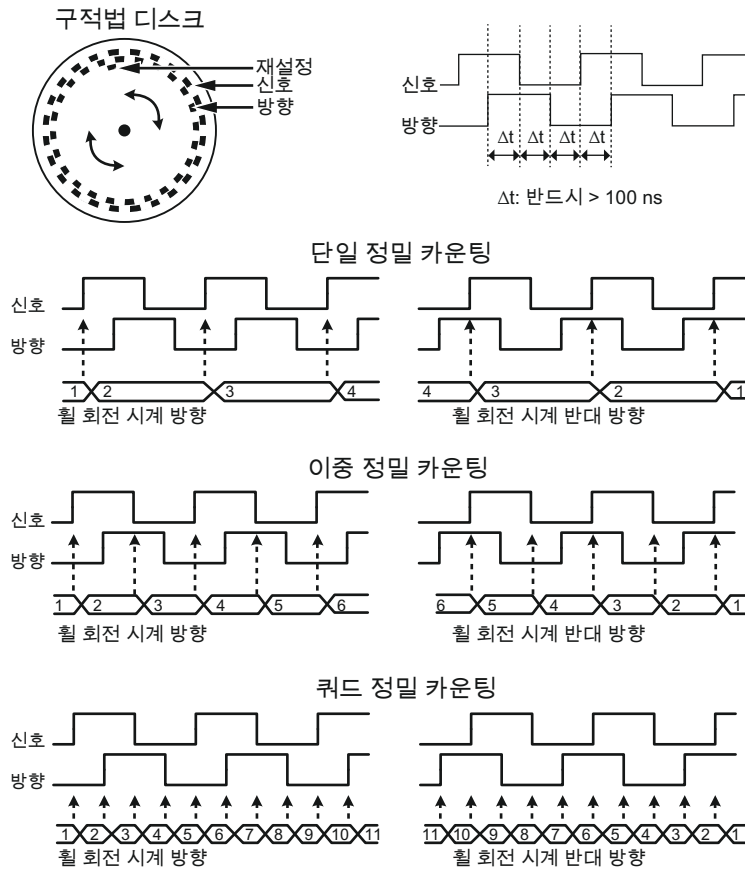 구적법 디스크
재설정
신호
방향
신호
방향
Δt Δt Δt Δt
Δt: 반드시 > 100 ns
단일 정밀 카운팅
신호
방향
1 2 3 4
휠 회전 시계 방향
4 3 2 1
휠 회전 시계 반대 방향
이중 정밀 카운팅
신호
방향
1 2 3 4 5 6
휠 회전 시계 방향
6 5 4 3 2 1
휠 회전 시계 반대 방향
쿼드 정밀 카운팅
신호
방향
1 2 3 4 5 6 7 8 9 10 11
휠 회전 시계 방향
11 10 9 8 7 6 5 4 3 2 1
휠 회전 시계 반대 방향